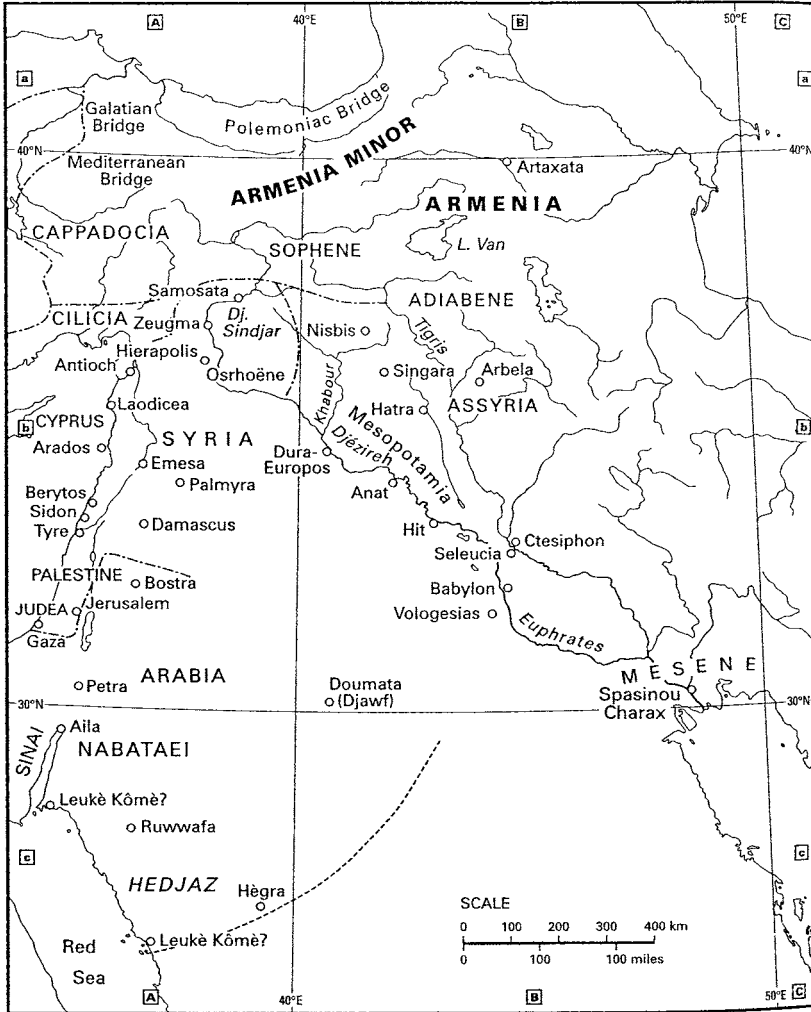 40°E
50°E
A
B
C
a
a
Galatian
Bridge
Polemoniac Bridge
40°N
40°N
Mediterranean
Bridge
ARMENIA MINOR
Artaxata
ARMENIA
CAPPADOCIA
SOPHENE
L. Van
Samosata
ADIABENE
CILICIA
Zeugma
Dj.
Sindjar
Nisbis
Tigris
Hierapolis
Antioch
Osrhoëne
Khabour
Singara
Arbela
Laodicea
Hatra
ASSYRIA
CYPRUS
b
b
Mesopotamia
Arados
SYRIA
Djézireh
Dura-
Europos
Emesa
Palmyra
Anat
Berytos
Sidon
Tyre
Damascus
Hit
Ctesiphon
Seleucia
PALESTINE
Bostra
Babylon
JUDEA
Jerusalem
Vologesias
Euphrates
Gaza
MESENE
Petra
ARABIA
Doumata
(Djawf)
Spasinou
Charax
30°N
30°N
Aila
SINAI
NABATAEI
Leukè Kômè?
Ruwwafa
c
c
HEDJAZ
Hègra
SCALE
0 100 200 300 400 km
0 100 100 miles
Leukè Kômè?
Red
Sea
A
40°E
B
50°E
C